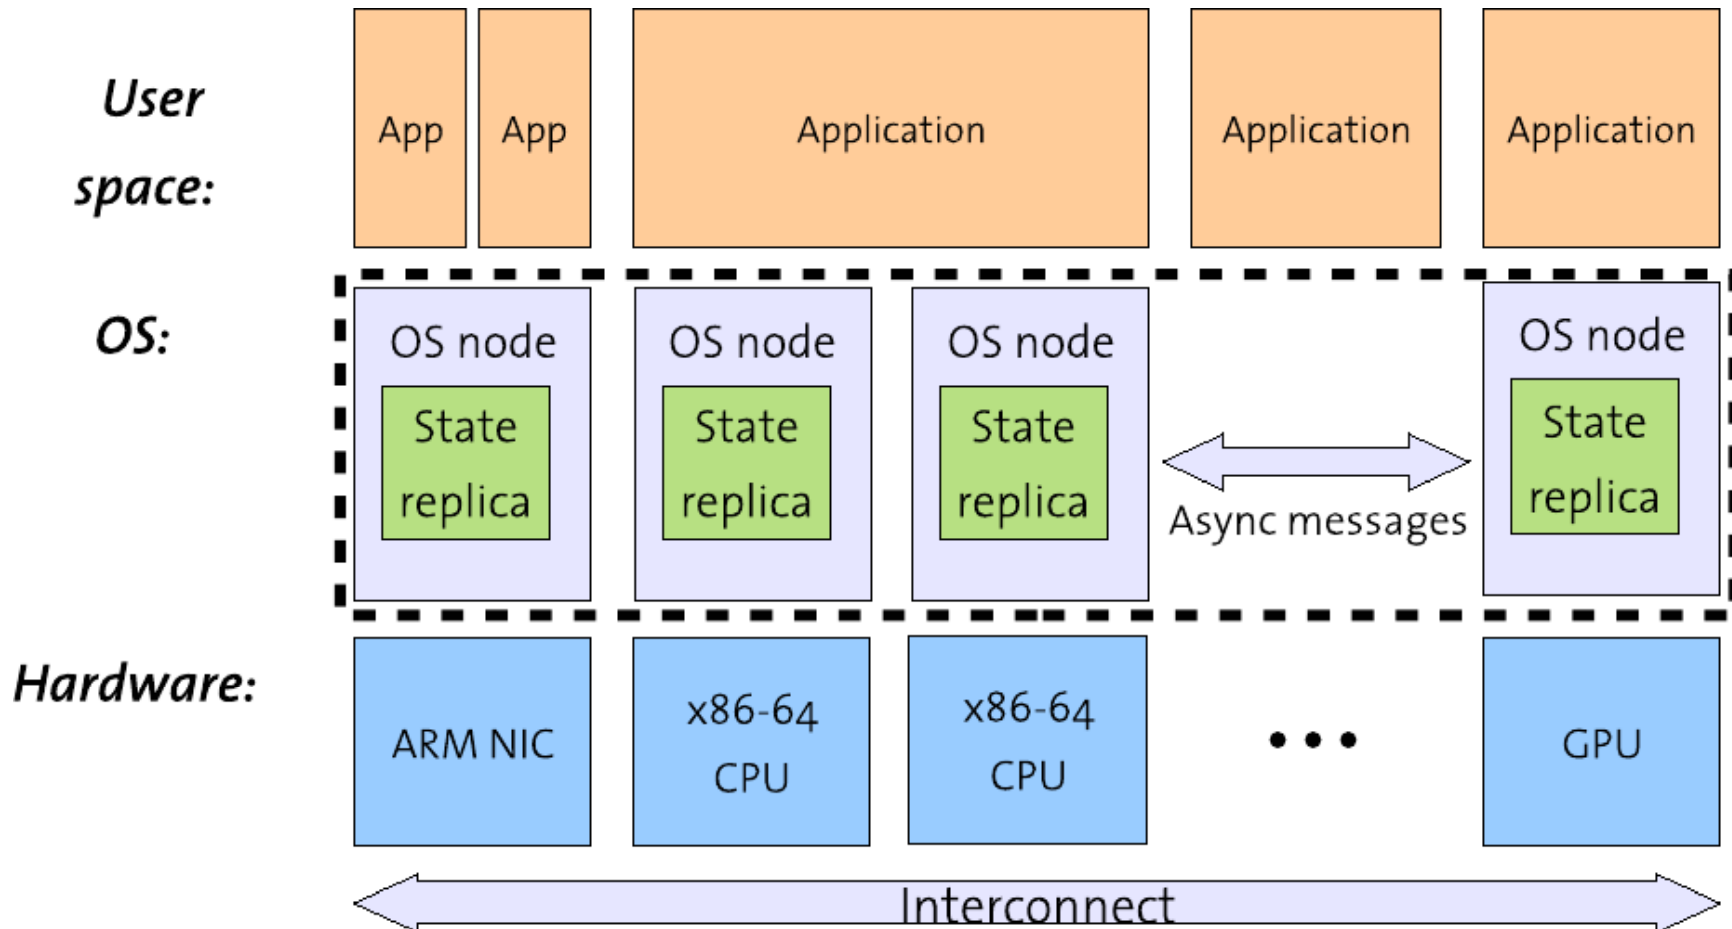 User
space:
App
App
Application
Application
Application
OS:
OS node
State
replica
OS node
State
replica
OS node
State
replica
Async messages
OS node
State
replica
Hardware:
ARM NIC
x86-64
CPU
x86-64
CPU
GPU
Interconnect